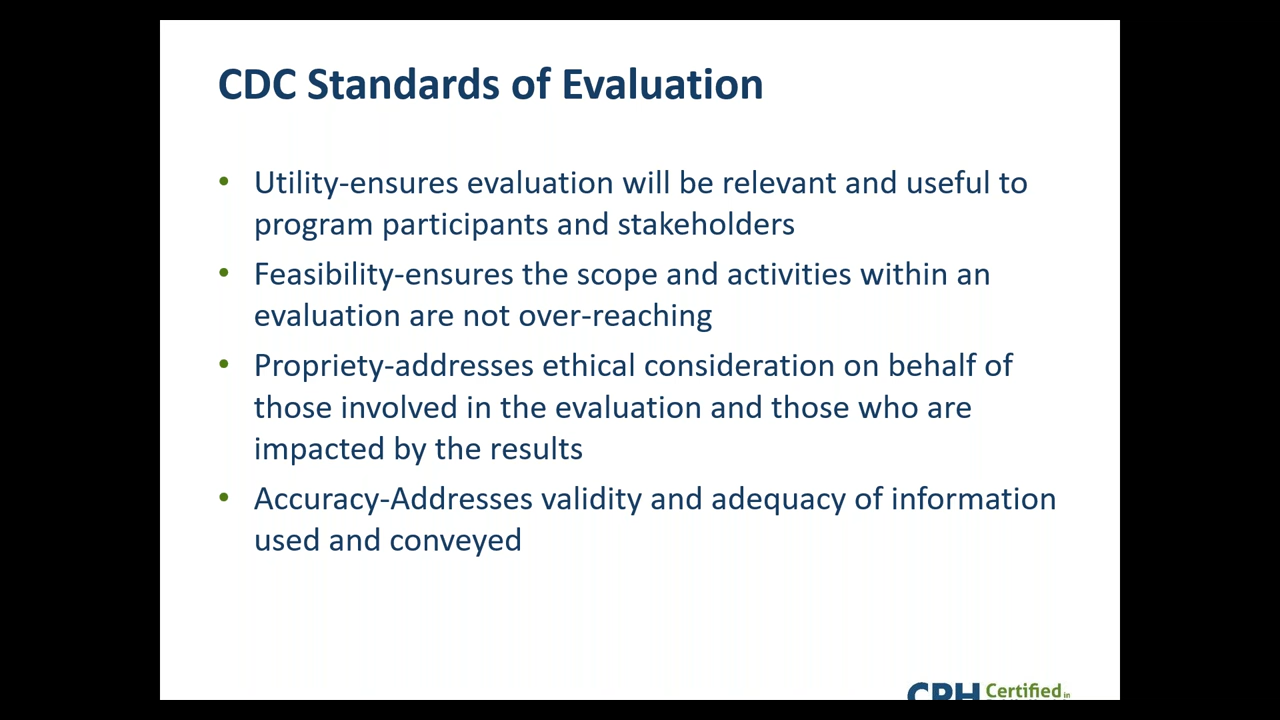 CDC Standards of Evaluation
• Utility-ensures evaluation will be relevant and useful to
program participants and stakeholders
• Feasibility-ensures the scope and activities within an
evaluation are not over-reaching
• Propriety-addresses ethical consideration on behalf of
those involved in the evaluation and those who are
impacted by the results
• Accuracy-Addresses validity and adequacy of information
used and conveyed
CPH Certified in